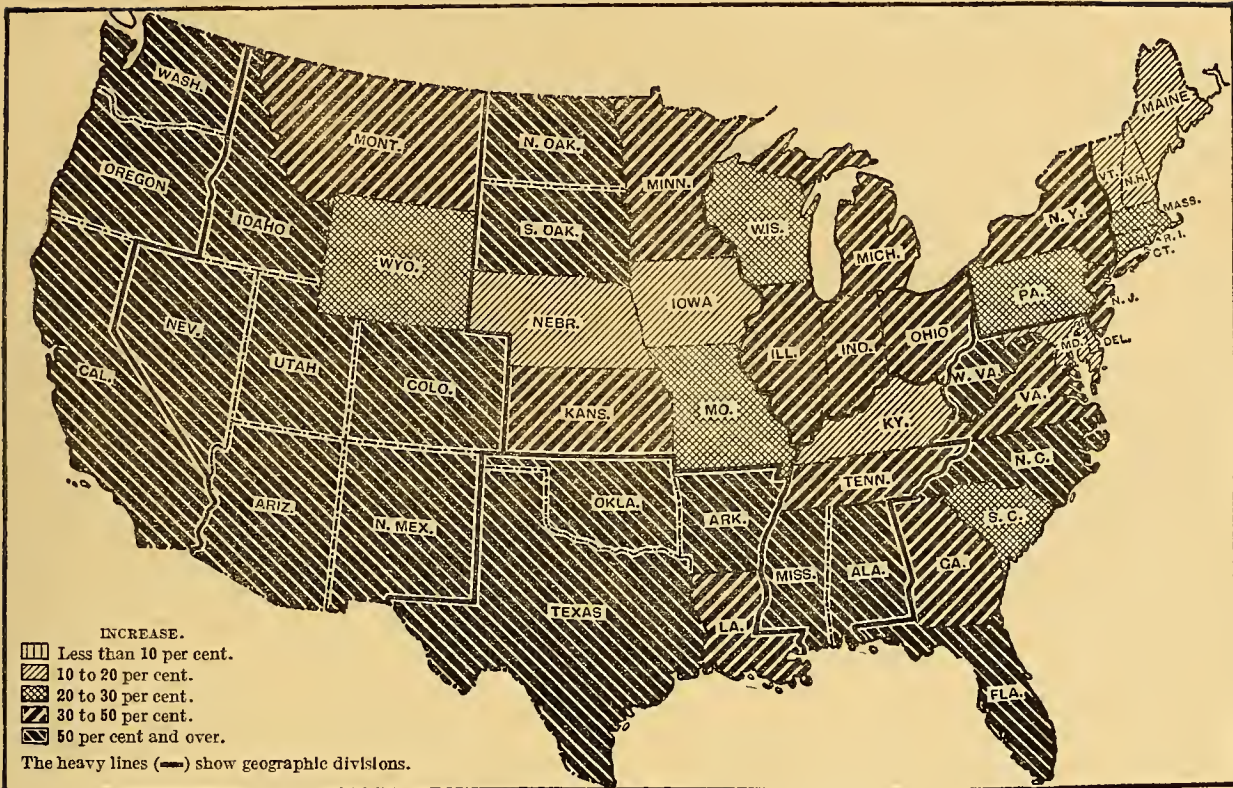 WASH.
MONT.
N. OAK.
MINN.
OREGON
IDAHO
S. OAK.
WIS.
MICH.
MAINE
VT.
N.H.
MASS.
R. I.
CT.
N. Y.
WYO.
NEBR.
IOWA
PA.
N. J.
NEV.
UTAH
COLO.
ILL.
IND.
OHIO
MD.
DEL.
W. VA.
VA.
CAL.
KANS.
MO.
KY.
ARIZ.
N. MEX.
OKLA.
ARK.
TENN.
N. C.
S. C.
TEXAS
LA.
MISS.
ALA.
GA.
FLA.
INCREASE.
Less than 10 per cent.
10 to 20 per cent.
20 to 30 per cent.
30 to 50 per cent.
50 per cent and over.
The heavy lines (▬) show geographic divisions.